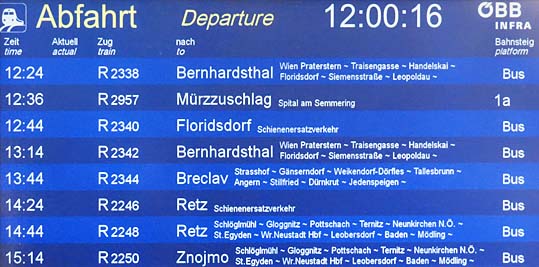 Abfahrt Departure 12:00:16 ÖBB
INFRA
Zeit Aktuell Zug nach Bahnsteig
time actual train to platform
12:24 R 2338 Bernhardsthal Wien Praterstern ~ Traisengasse ~ Handelskai ~ Bus
Floridsdorf ~ Siemensstraße ~ Leopoldau ~
12:36 R 2957 Mürzzuschlag Spital am Semmering 1a
12:44 R 2340 Floridsdorf Schienenersatzverkehr Bus
13:14 R 2342 Bernhardsthal Wien Praterstern ~ Traisengasse ~ Handelskai ~ Bus
Floridsdorf ~ Siemensstraße ~ Leopoldau ~
13:44 R 2344 Breclav Strasshof ~ Gänserndorf ~ Weikendorf-Dörfles ~ Tallesbrunn ~ Bus
Angern ~ Stillfried ~ Dürnkrut ~ Jedenspeigen ~
14:24 R 2246 Retz Schienenersatzverkehr Bus
14:44 R 2248 Retz Schlöglmühl ~ Gloggnitz ~ Pottschach ~ Ternitz ~ Neunkirchen N.Ö. ~ Bus
St.Egyden ~ Wr.Neustadt Hbf ~ Leobersdorf ~ Baden ~ Mödling ~
15:14 R 2250 Znojmo Schlöglmühl ~ Gloggnitz ~ Pottschach ~ Ternitz ~ Neunkirchen N.Ö. ~ Bus
St.Egyden ~ Wr.Neustadt Hbf ~ Leobersdorf ~ Baden ~ Mödling ~